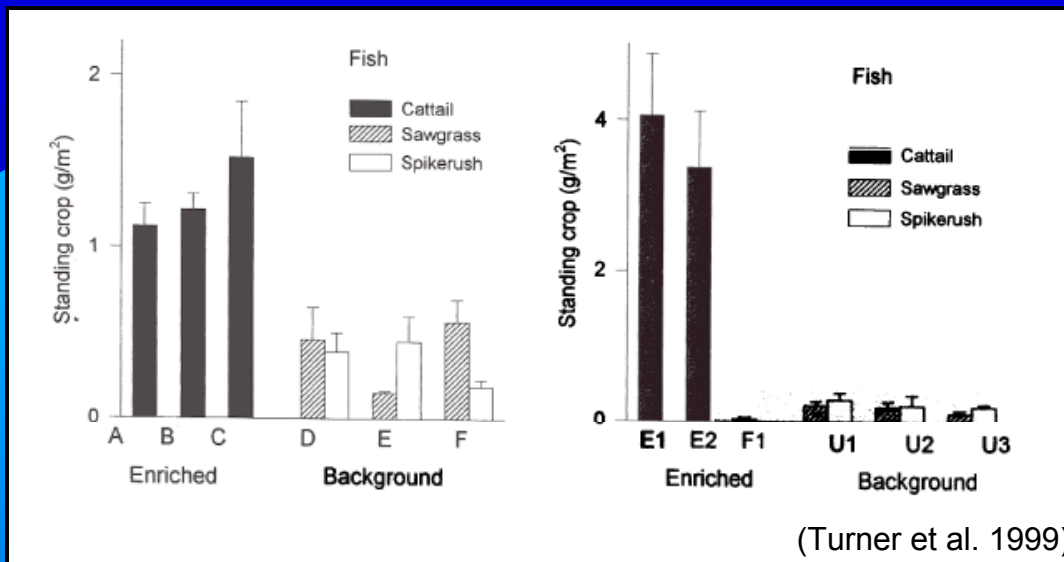 Fish
Cattail
Sawgrass
Spikerush
Standing crop (g/m²)
2
1
0
A B C D E F
Enriched Background
Fish
Cattail
Sawgrass
Spikerush
Standing crop (g/m²)
4
2
0
E1 E2 F1 U1 U2 U3
Enriched Background
(Turner et al. 1999)